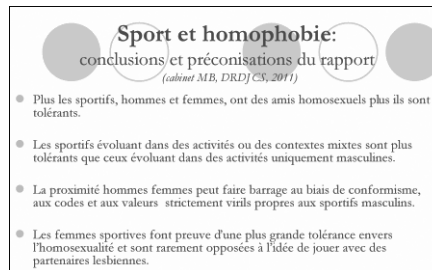 Sport et homophobie:
conclusions et préconisations du rapport
(cabinet MB, DRDJCS, 2011)
Plus les sportifs, hommes et femmes, ont des amis homosexuels plus ils sont
tolérants.
Les sportifs évoluant dans des activités ou des contextes mixtes sont plus
tolérants que ceux évoluant dans des activités uniquement masculines.
La proximité hommes femmes peut faire barrage au biais de conformisme,
aux codes et aux valeurs strictement virils propres aux sportifs masculins.
Les femmes sportives font preuve d'une plus grande tolérance envers
l'homosexualité et sont rarement opposées à l'idée de jouer avec des
partenaires lesbiennes.